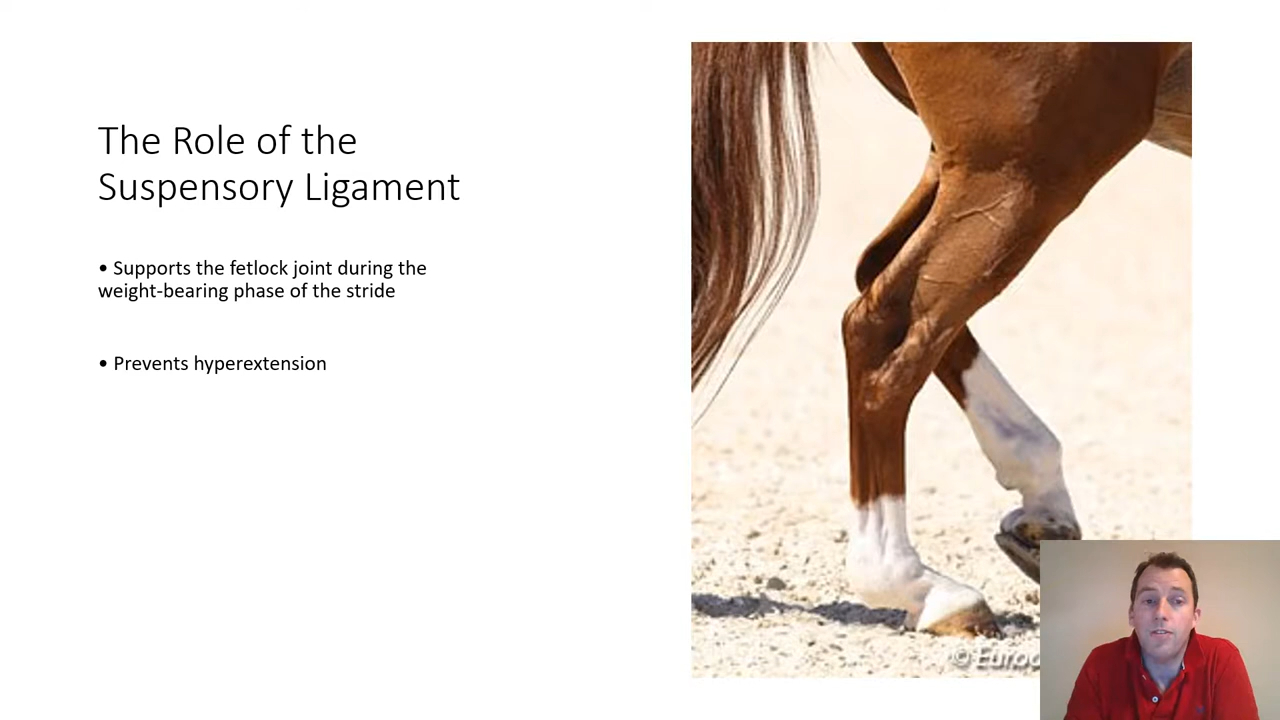 The Role of the
Suspensory Ligament
• Supports the fetlock joint during the
weight-bearing phase of the stride
• Prevents hyperextension